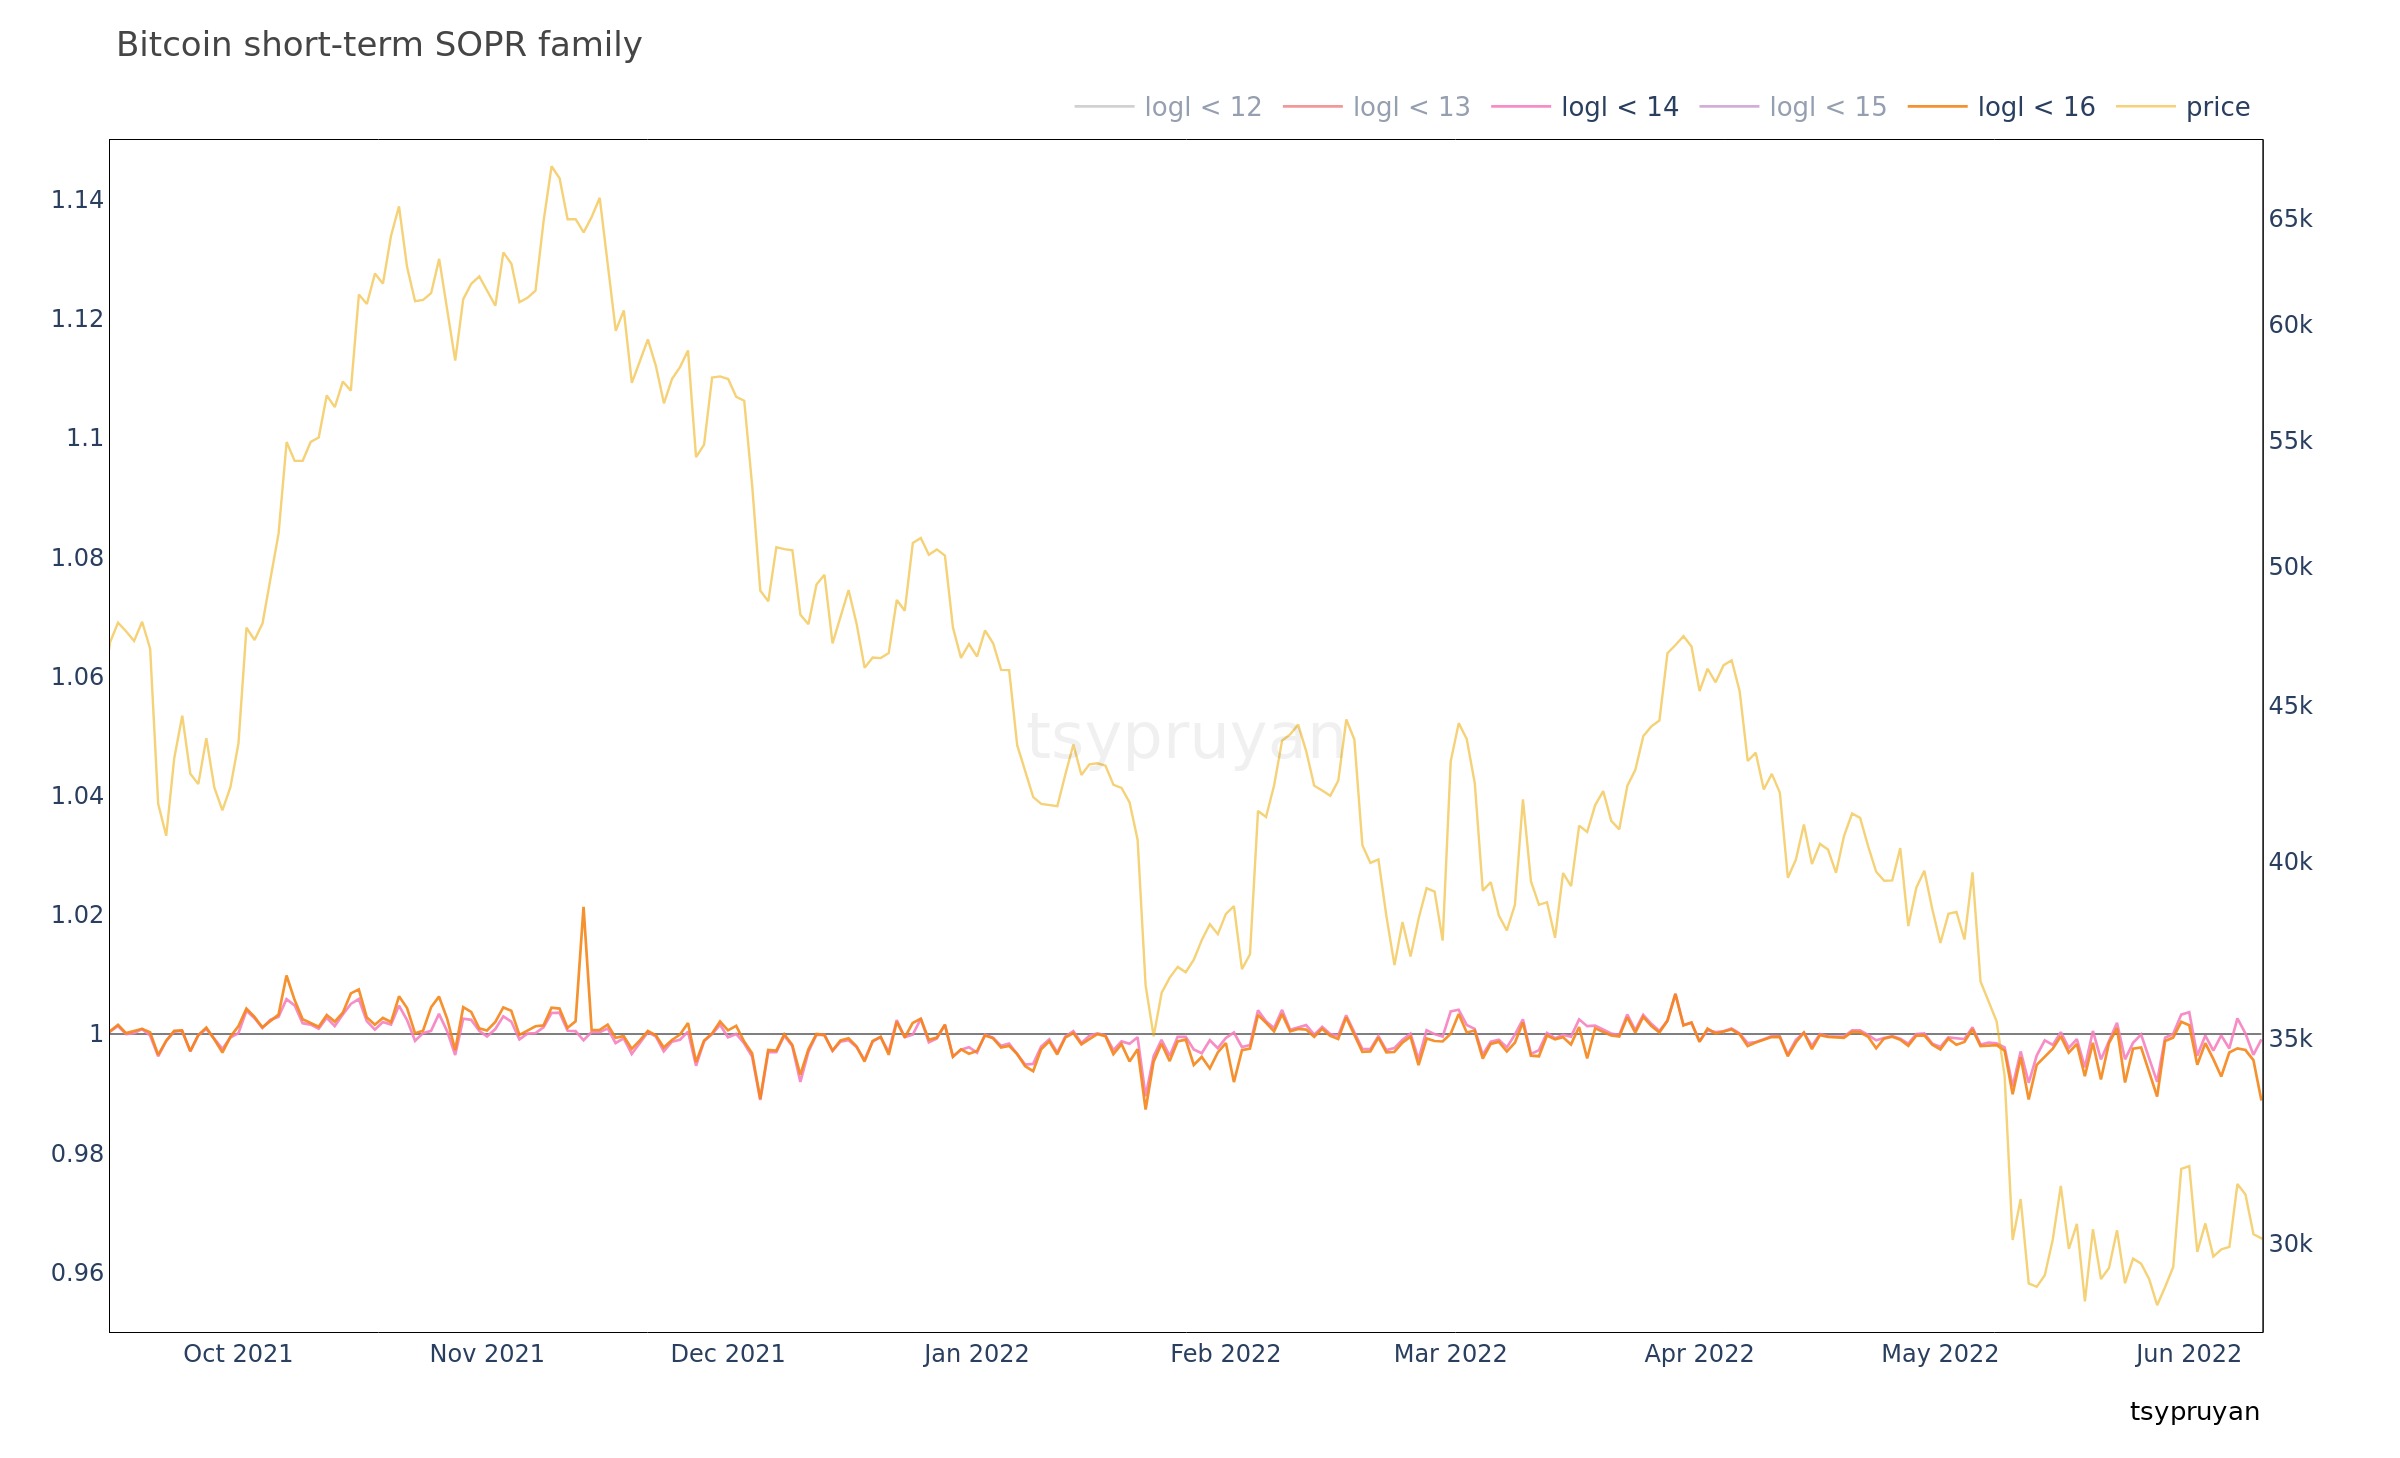 Bitcoin short-term SOPR family
logl < 12 logl < 13 logl < 14 logl < 15 logl < 16 price
1.14
1.12
1.1
1.08
1.06
1.04
1.02
1
0.98
0.96
65k
60k
55k
50k
45k
40k
35k
30k
tsypruyan
Oct 2021 Nov 2021 Dec 2021 Jan 2022 Feb 2022 Mar 2022 Apr 2022 May 2022 Jun 2022
tsypruyan